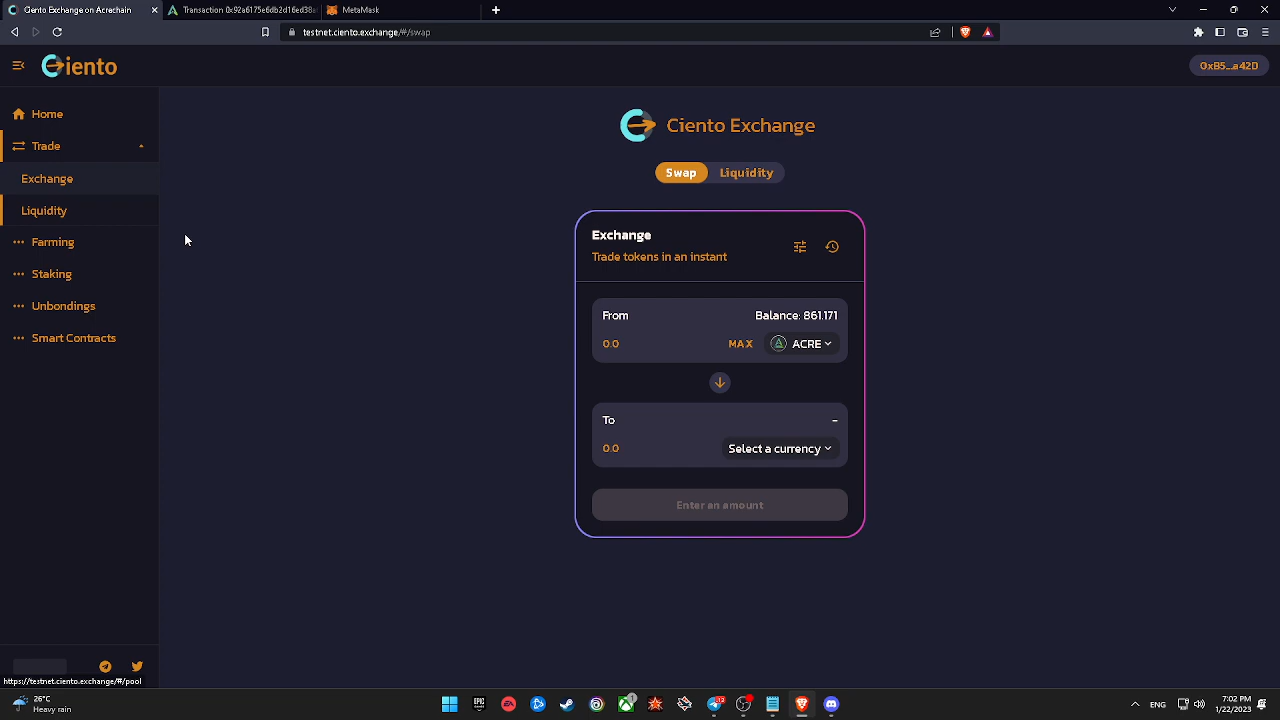 Ciento Exchange on Acrechain
Transaction 0x92a6175e6db2d16ed38a
MetaMask
testnet.ciento.exchange/#/swap
Ciento
0xB5...a42D
Home
Trade
Exchange
Liquidity
Farming
Staking
Unbondings
Smart Contracts
Ciento Exchange
Swap
Liquidity
Exchange
Trade tokens in an instant
From
Balance: 861.171
0.0
MAX
ACRE
To
-
0.0
Select a currency
Enter an amount
https://testnet.ciento.exchange/#/pool
26°C
Heavy rain
ENG
7:02 PM
1/22/2023